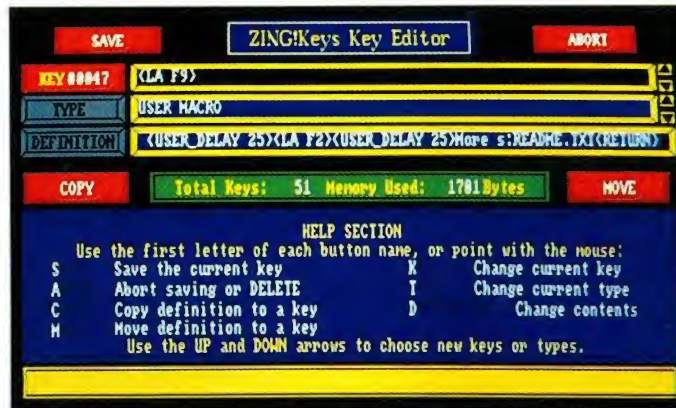 SAVE ZING!Keys Key Editor ABORT
KEY #0047 <LA F9>
TYPE USER MACRO
DEFINITION <USER_DELAY 25><LA F2><USER_DELAY 25>More s:README.TXT<RETURN>
COPY Total Keys: 51 Memory Used: 1781 Bytes MOVE
HELP SECTION
Use the first letter of each button name, or point with the mouse:
S Save the current key K Change current key
A Abort saving or DELETE T Change current type
C Copy definition to a key D Change contents
M Move definition to a key
Use the UP and DOWN arrows to choose new keys or types.